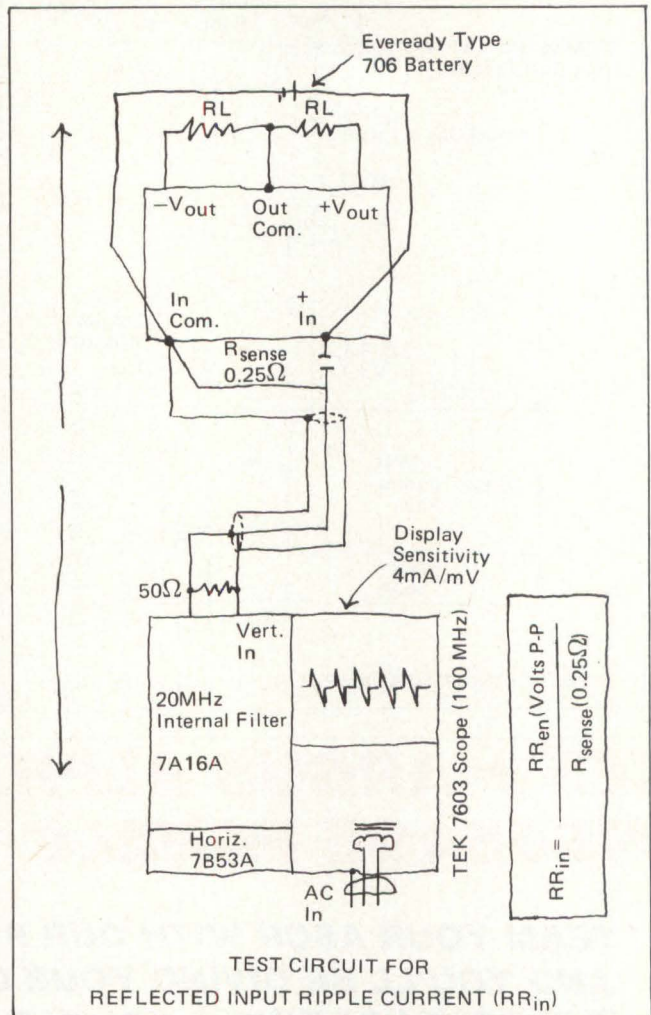 Eveready Type
706 Battery
RL
RL
−Vout
Out
Com.
+Vout
In
Com.
+
In
Rsense
0.25Ω
Display
Sensitivity
4mA/mV
50Ω
Vert.
In
20MHz
Internal Filter
7A16A
Horiz.
7B53A
AC
In
TEK 7603 Scope (100 MHz)
RRin= RRen(Volts P-P
Rsense(0.25Ω)
TEST CIRCUIT FOR
REFLECTED INPUT RIPPLE CURRENT (RRin)